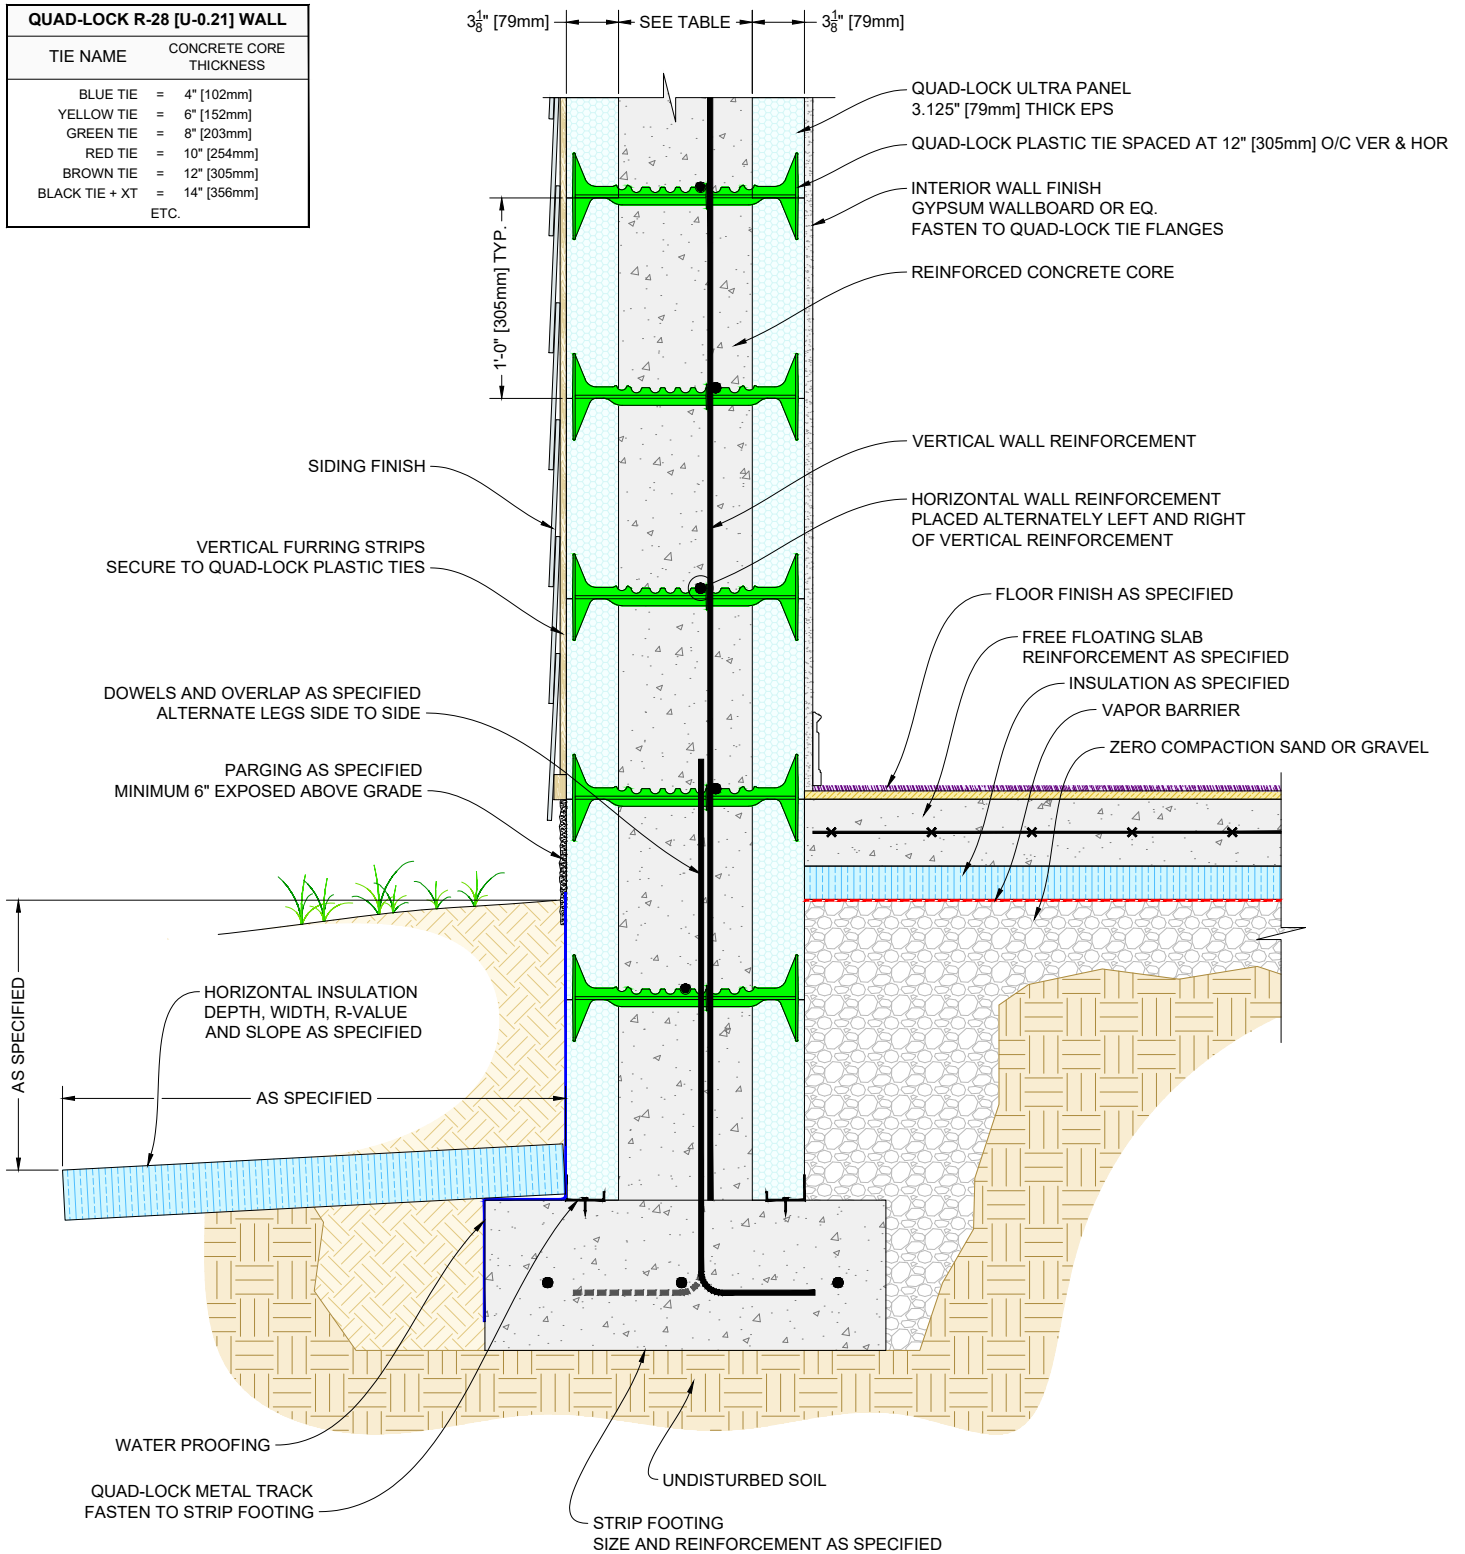 QUAD-LOCK R-28 [U-0.21] WALL
TIE NAME
CONCRETE CORE
THICKNESS
BLUE TIE = 4" [102mm]
YELLOW TIE = 6" [152mm]
GREEN TIE = 8" [203mm]
RED TIE = 10" [254mm]
BROWN TIE = 12" [305mm]
BLACK TIE + XT = 14" [356mm]
ETC.
3 1/8" [79mm]
SEE TABLE
3 1/8" [79mm]
QUAD-LOCK ULTRA PANEL
3.125" [79mm] THICK EPS
QUAD-LOCK PLASTIC TIE SPACED AT 12" [305mm] O/C VER & HOR
INTERIOR WALL FINISH
GYPSUM WALLBOARD OR EQ.
FASTEN TO QUAD-LOCK TIE FLANGES
REINFORCED CONCRETE CORE
1'-0" [305mm] TYP.
VERTICAL WALL REINFORCEMENT
SIDING FINISH
HORIZONTAL WALL REINFORCEMENT
PLACED ALTERNATELY LEFT AND RIGHT
OF VERTICAL REINFORCEMENT
VERTICAL FURRING STRIPS
SECURE TO QUAD-LOCK PLASTIC TIES
FLOOR FINISH AS SPECIFIED
FREE FLOATING SLAB
REINFORCEMENT AS SPECIFIED
INSULATION AS SPECIFIED
DOWELS AND OVERLAP AS SPECIFIED
ALTERNATE LEGS SIDE TO SIDE
VAPOR BARRIER
ZERO COMPACTION SAND OR GRAVEL
PARGING AS SPECIFIED
MINIMUM 6" EXPOSED ABOVE GRADE
HORIZONTAL INSULATION
DEPTH, WIDTH, R-VALUE
AND SLOPE AS SPECIFIED
AS SPECIFIED
AS SPECIFIED
WATER PROOFING
QUAD-LOCK METAL TRACK
FASTEN TO STRIP FOOTING
UNDISTURBED SOIL
STRIP FOOTING
SIZE AND REINFORCEMENT AS SPECIFIED